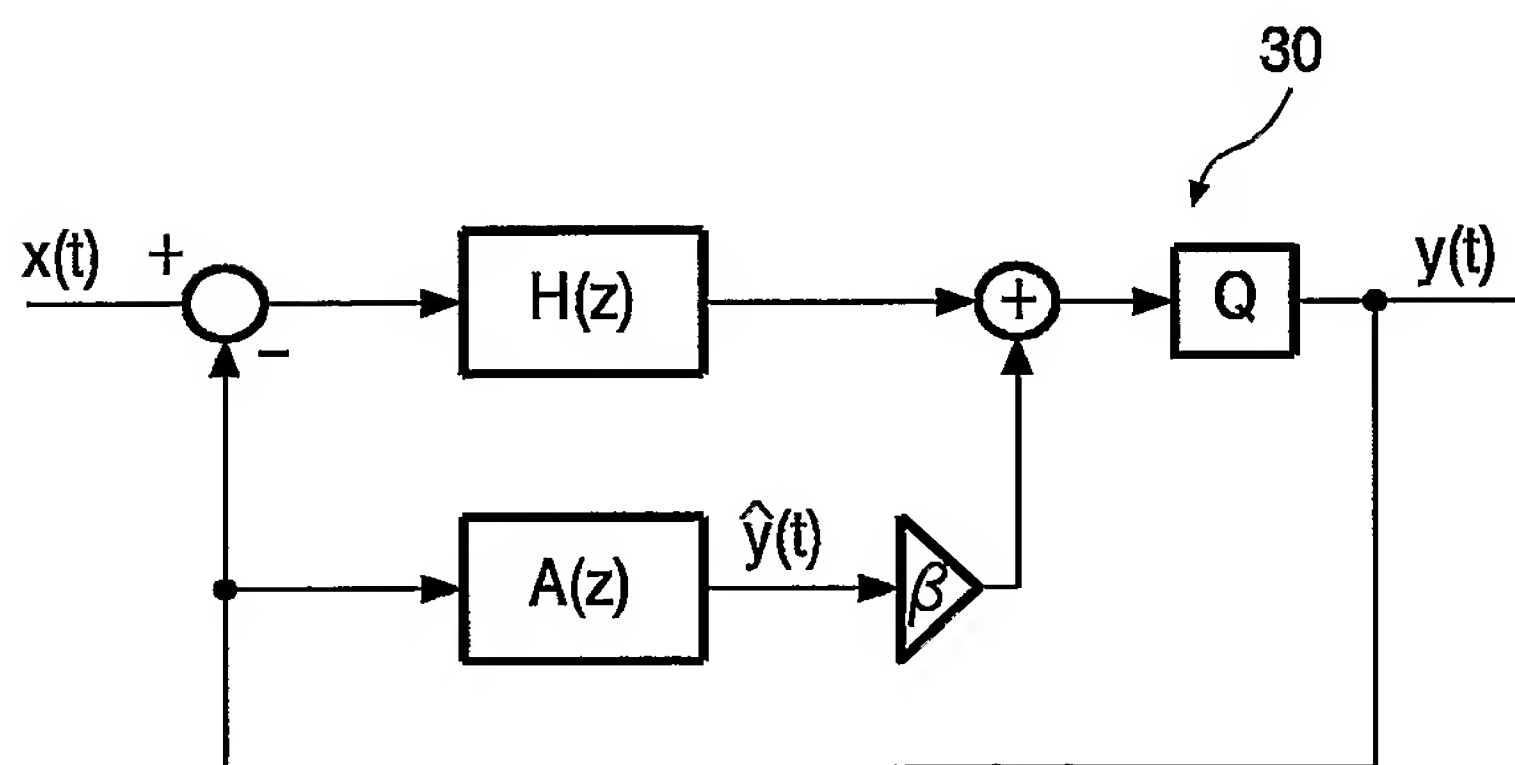 30
x(t)
+
-
H(z)
+
Q
y(t)
A(z)
ŷ(t)
β